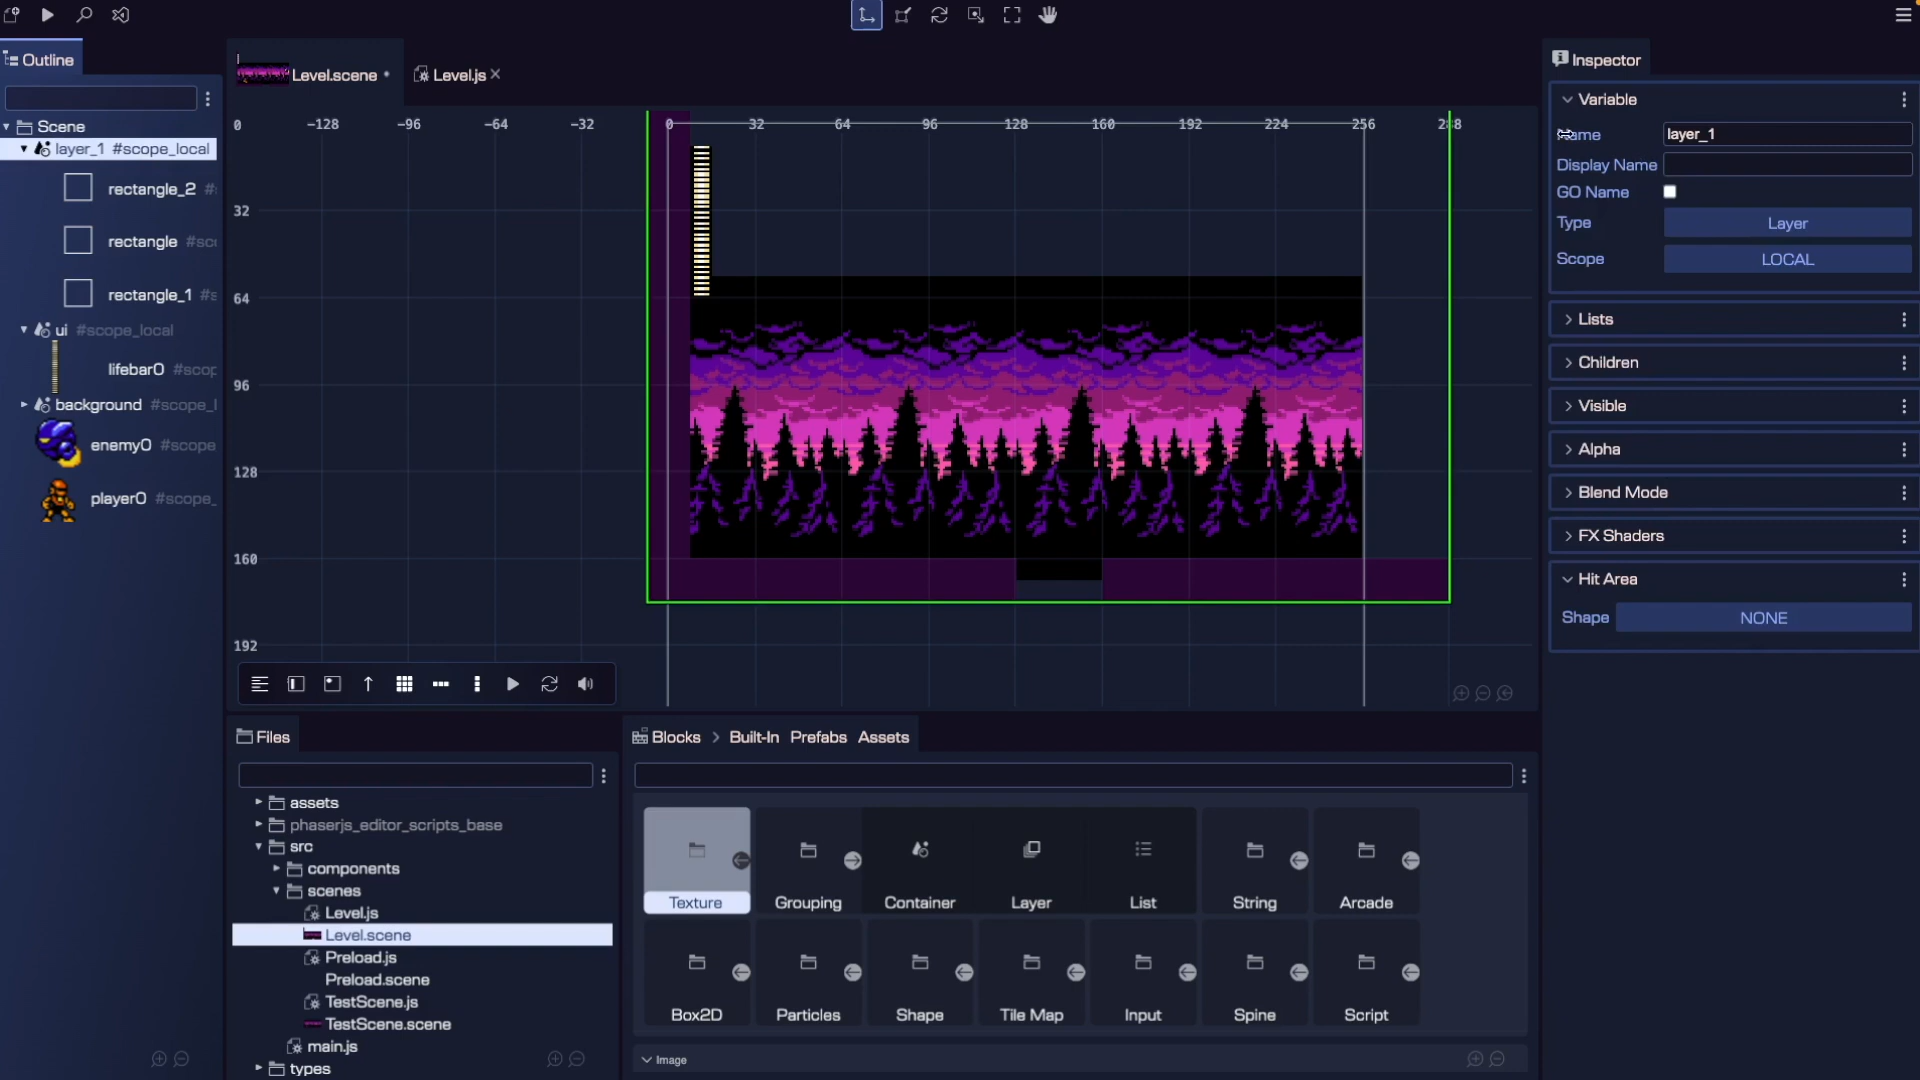 Outline
Level.scene
Level.js
Inspector
Variable
Name layer_1
Display Name
GO Name
Type Layer
Scope LOCAL
Lists
Children
Visible
Alpha
Blend Mode
FX Shaders
Hit Area
Shape NONE
Scene
layer_1 #scope_local
rectangle_2
rectangle
rectangle_1
ui #scope_local
lifebar0 #scop
background #scope_l
enemy0 #scope
player0 #scope_
0 -128 -96 -64 -32 0 32 64 96 128 160 192 224 256 288
32
64
96
128
160
192
Files
assets
phaserjs_editor_scripts_base
src
components
scenes
Level.js
Level.scene
Preload.js
Preload.scene
TestScene.js
TestScene.scene
main.js
types
Blocks > Built-In Prefabs Assets
Texture Grouping Container Layer List String Arcade
Box2D Particles Shape Tile Map Input Spine Script
Image